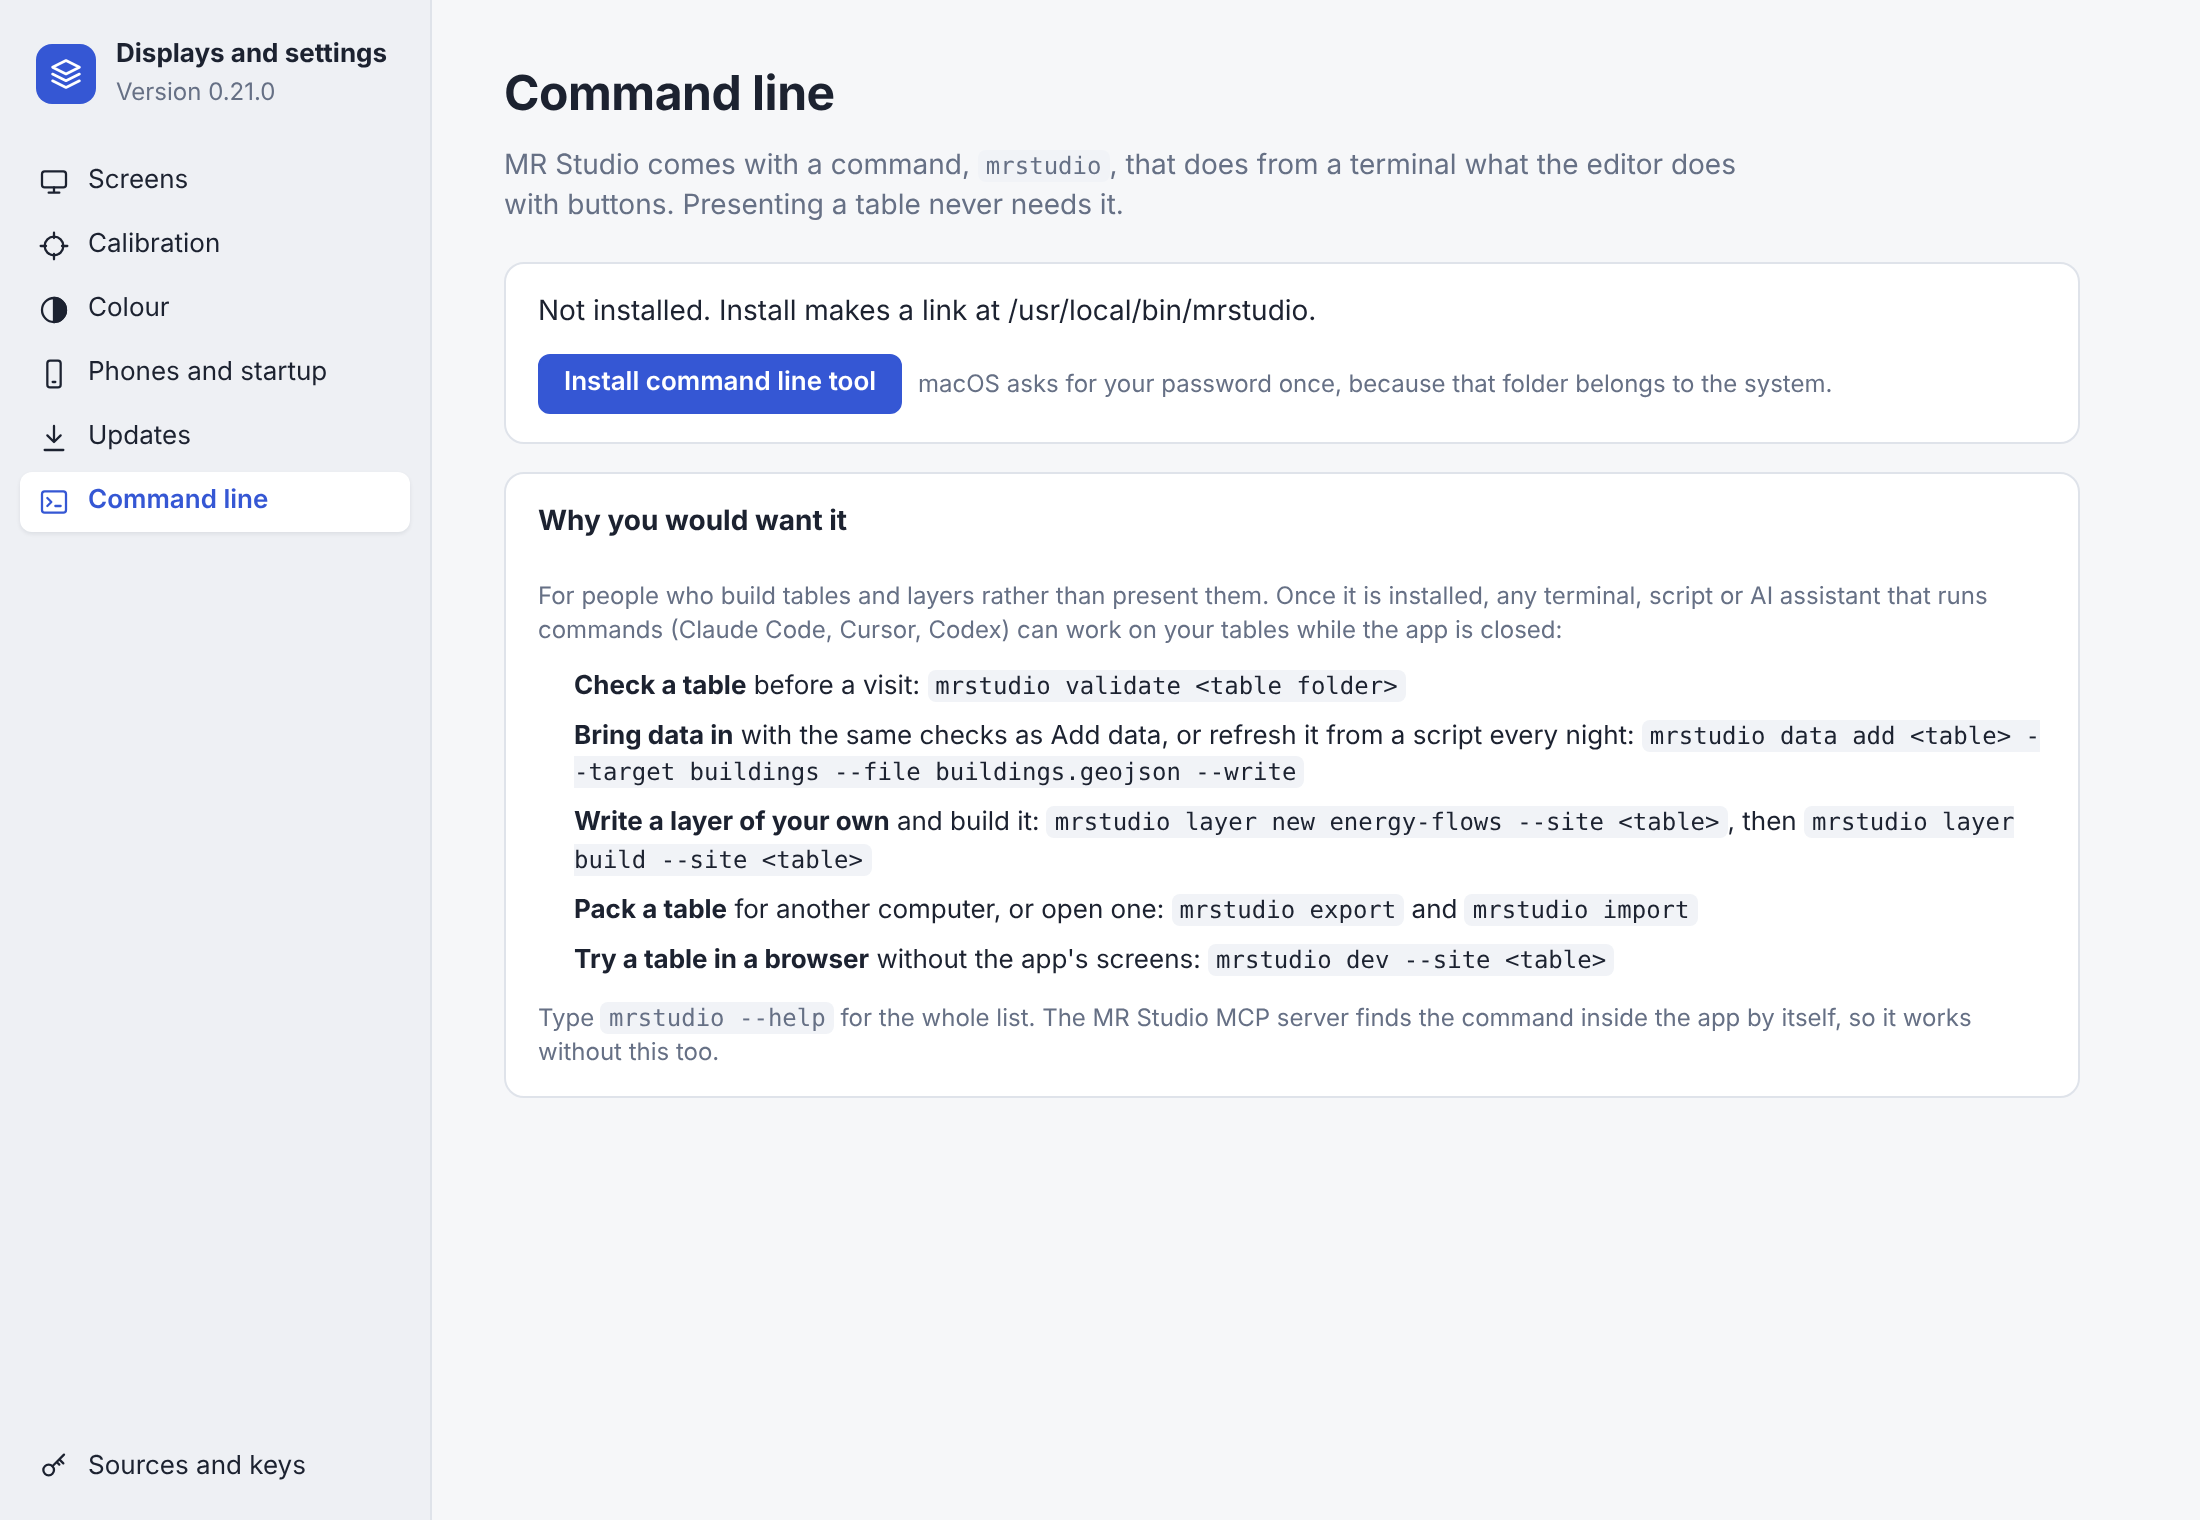 Displays and settings
Version 0.21.0
Screens
Calibration
Colour
Phones and startup
Updates
Command line
Sources and keys
Command line
MR Studio comes with a command, mrstudio, that does from a terminal what the editor does
with buttons. Presenting a table never needs it.
Not installed. Install makes a link at /usr/local/bin/mrstudio.
Install command line tool macOS asks for your password once, because that folder belongs to the system.
Why you would want it
For people who build tables and layers rather than present them. Once it is installed, any terminal, script or AI assistant that runs
commands (Claude Code, Cursor, Codex) can work on your tables while the app is closed:
Check a table before a visit: mrstudio validate <table folder>
Bring data in with the same checks as Add data, or refresh it from a script every night: mrstudio data add <table> -
-target buildings --file buildings.geojson --write
Write a layer of your own and build it: mrstudio layer new energy-flows --site <table>, then mrstudio layer
build --site <table>
Pack a table for another computer, or open one: mrstudio export and mrstudio import
Try a table in a browser without the app's screens: mrstudio dev --site <table>
Type mrstudio --help for the whole list. The MR Studio MCP server finds the command inside the app by itself, so it works
without this too.